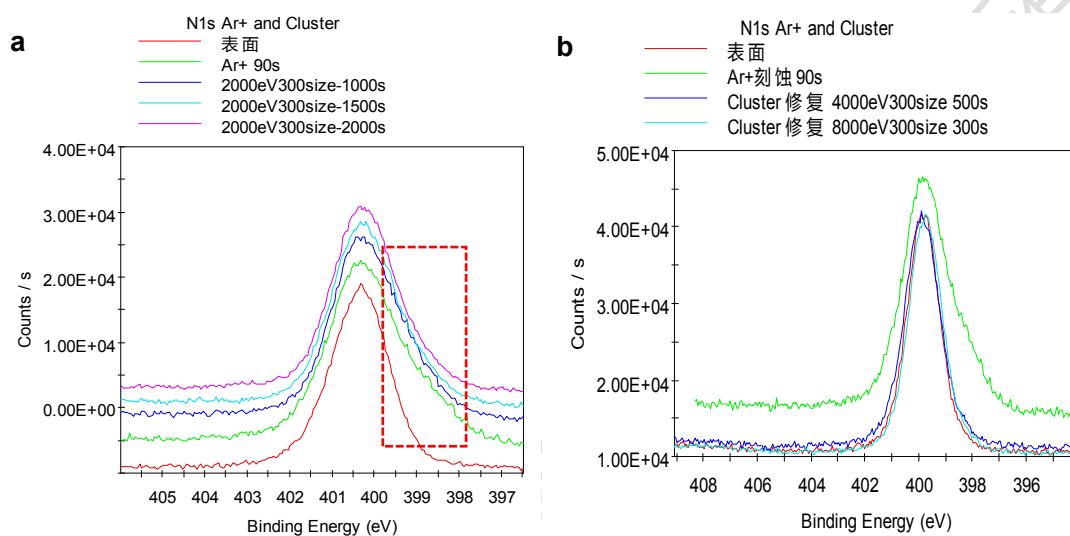 a
N1s Ar+ and Cluster
表面
Ar+ 90s
2000eV300size-1000s
2000eV300size-1500s
2000eV300size-2000s
4.00E+04
3.00E+04
2.00E+04
1.00E+04
0.00E+00
Counts / s
405 404 403 402 401 400 399 398 397
Binding Energy (eV)
b
N1s Ar+ and Cluster
表面
Ar+刻蚀 90s
Cluster 修复 4000eV300size 500s
Cluster 修复 8000eV300size 300s
5.00E+04
4.00E+04
3.00E+04
2.00E+04
1.00E+04
Counts / s
408 406 404 402 400 398 396
Binding Energy (eV)